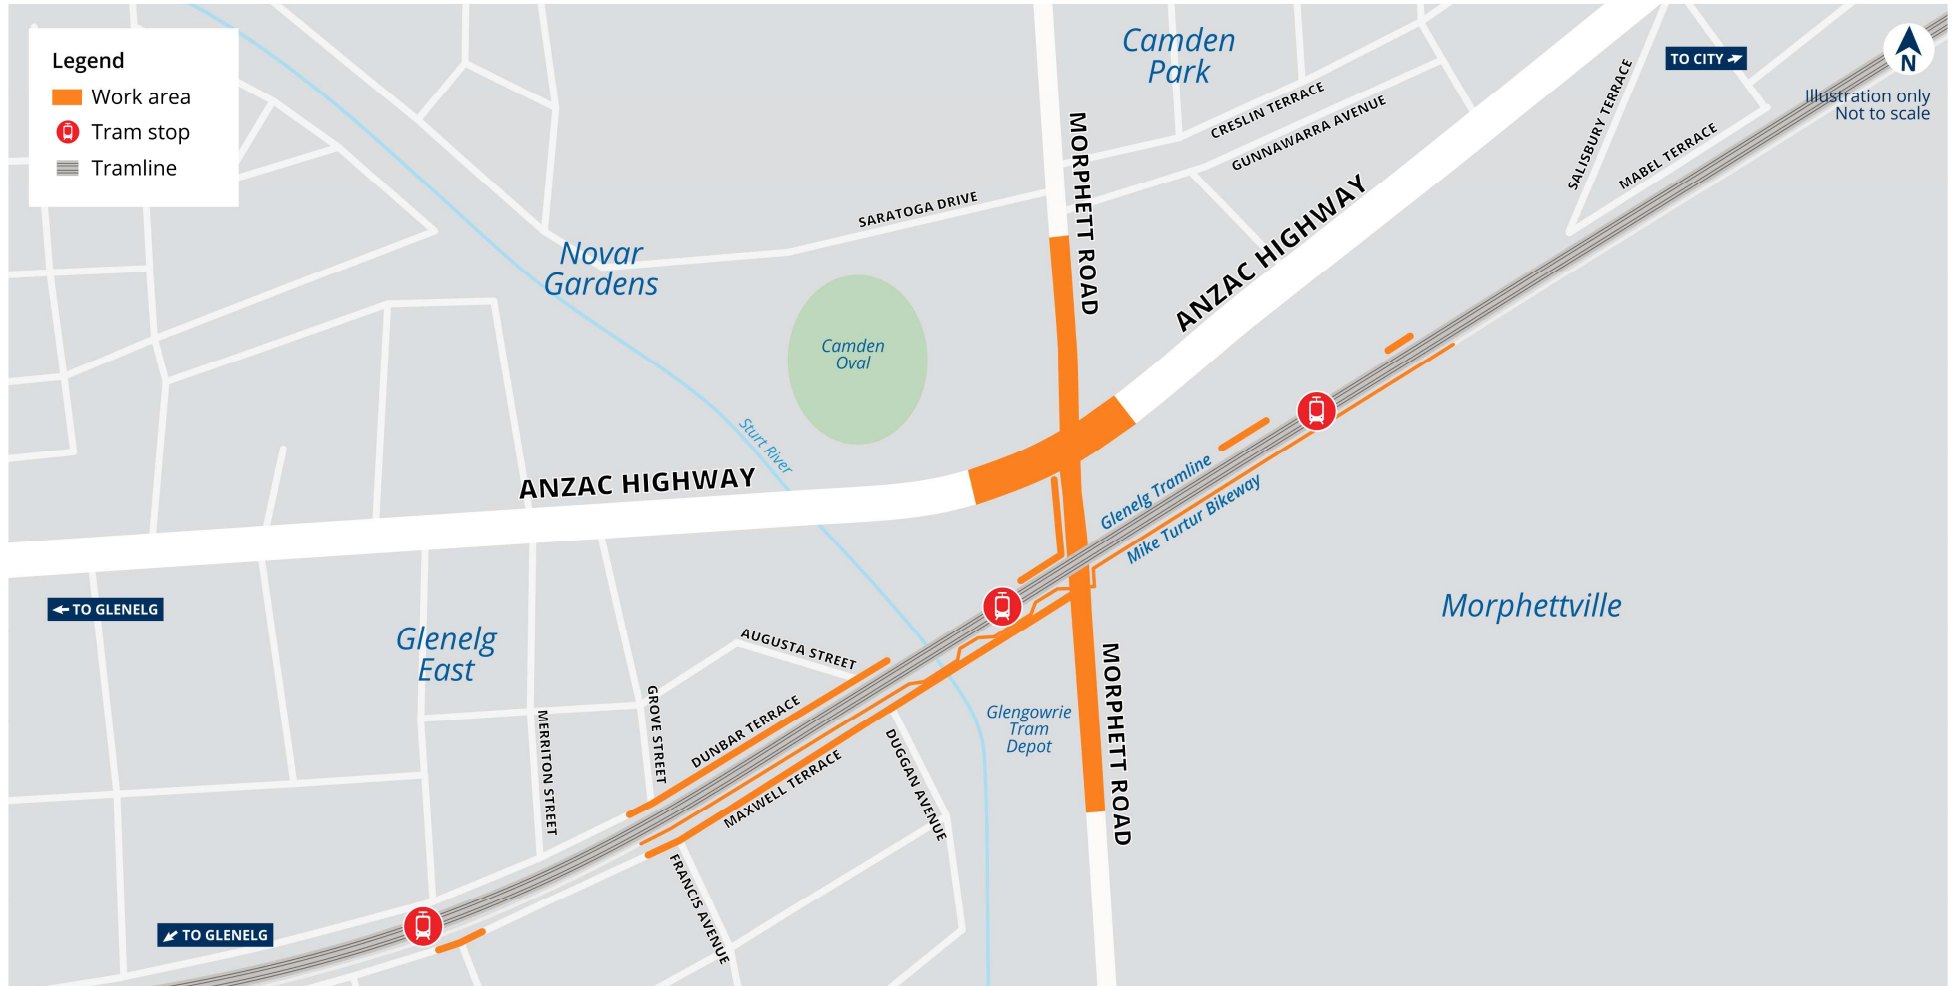 Legend
Work area
Tram stop
Tramline
Camden
Park
TO CITY
N
Illustration only
Not to scale
CRESLIN TERRACE
GUNNAWARRA AVENUE
SALISBURY TERRACE
MABEL TERRACE
MORPHETT ROAD
SARATOGA DRIVE
ANZAC HIGHWAY
Novar
Gardens
Camden
Oval
Sturt River
ANZAC HIGHWAY
Glenelg Tramline
Mike Turtur Bikeway
TO GLENELG
Glenelg
East
Morphettville
AUGUSTA STREET
GROVE STREET
DUNBAR TERRACE
MERRITON STREET
MAXWELL TERRACE
DUGGAN AVENUE
Glengowrie
Tram
Depot
MORPHETT ROAD
FRANCIS AVENUE
TO GLENELG